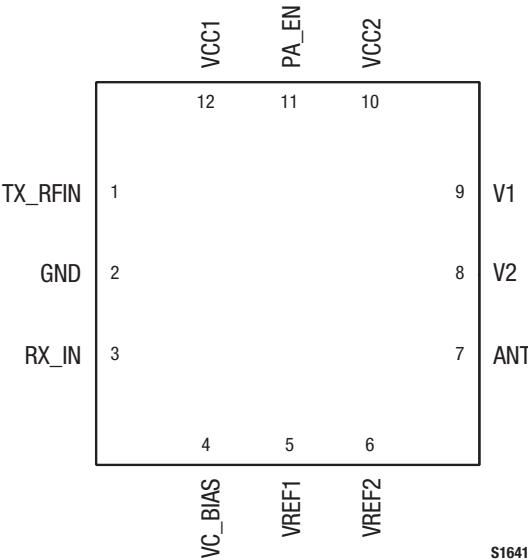 VCC1 PA_EN VCC2
12 11 10
TX_RFIN 1 9 V1
GND 2 8 V2
RX_IN 3 7 ANT
4 5 6
VC_BIAS VREF1 VREF2
S1641